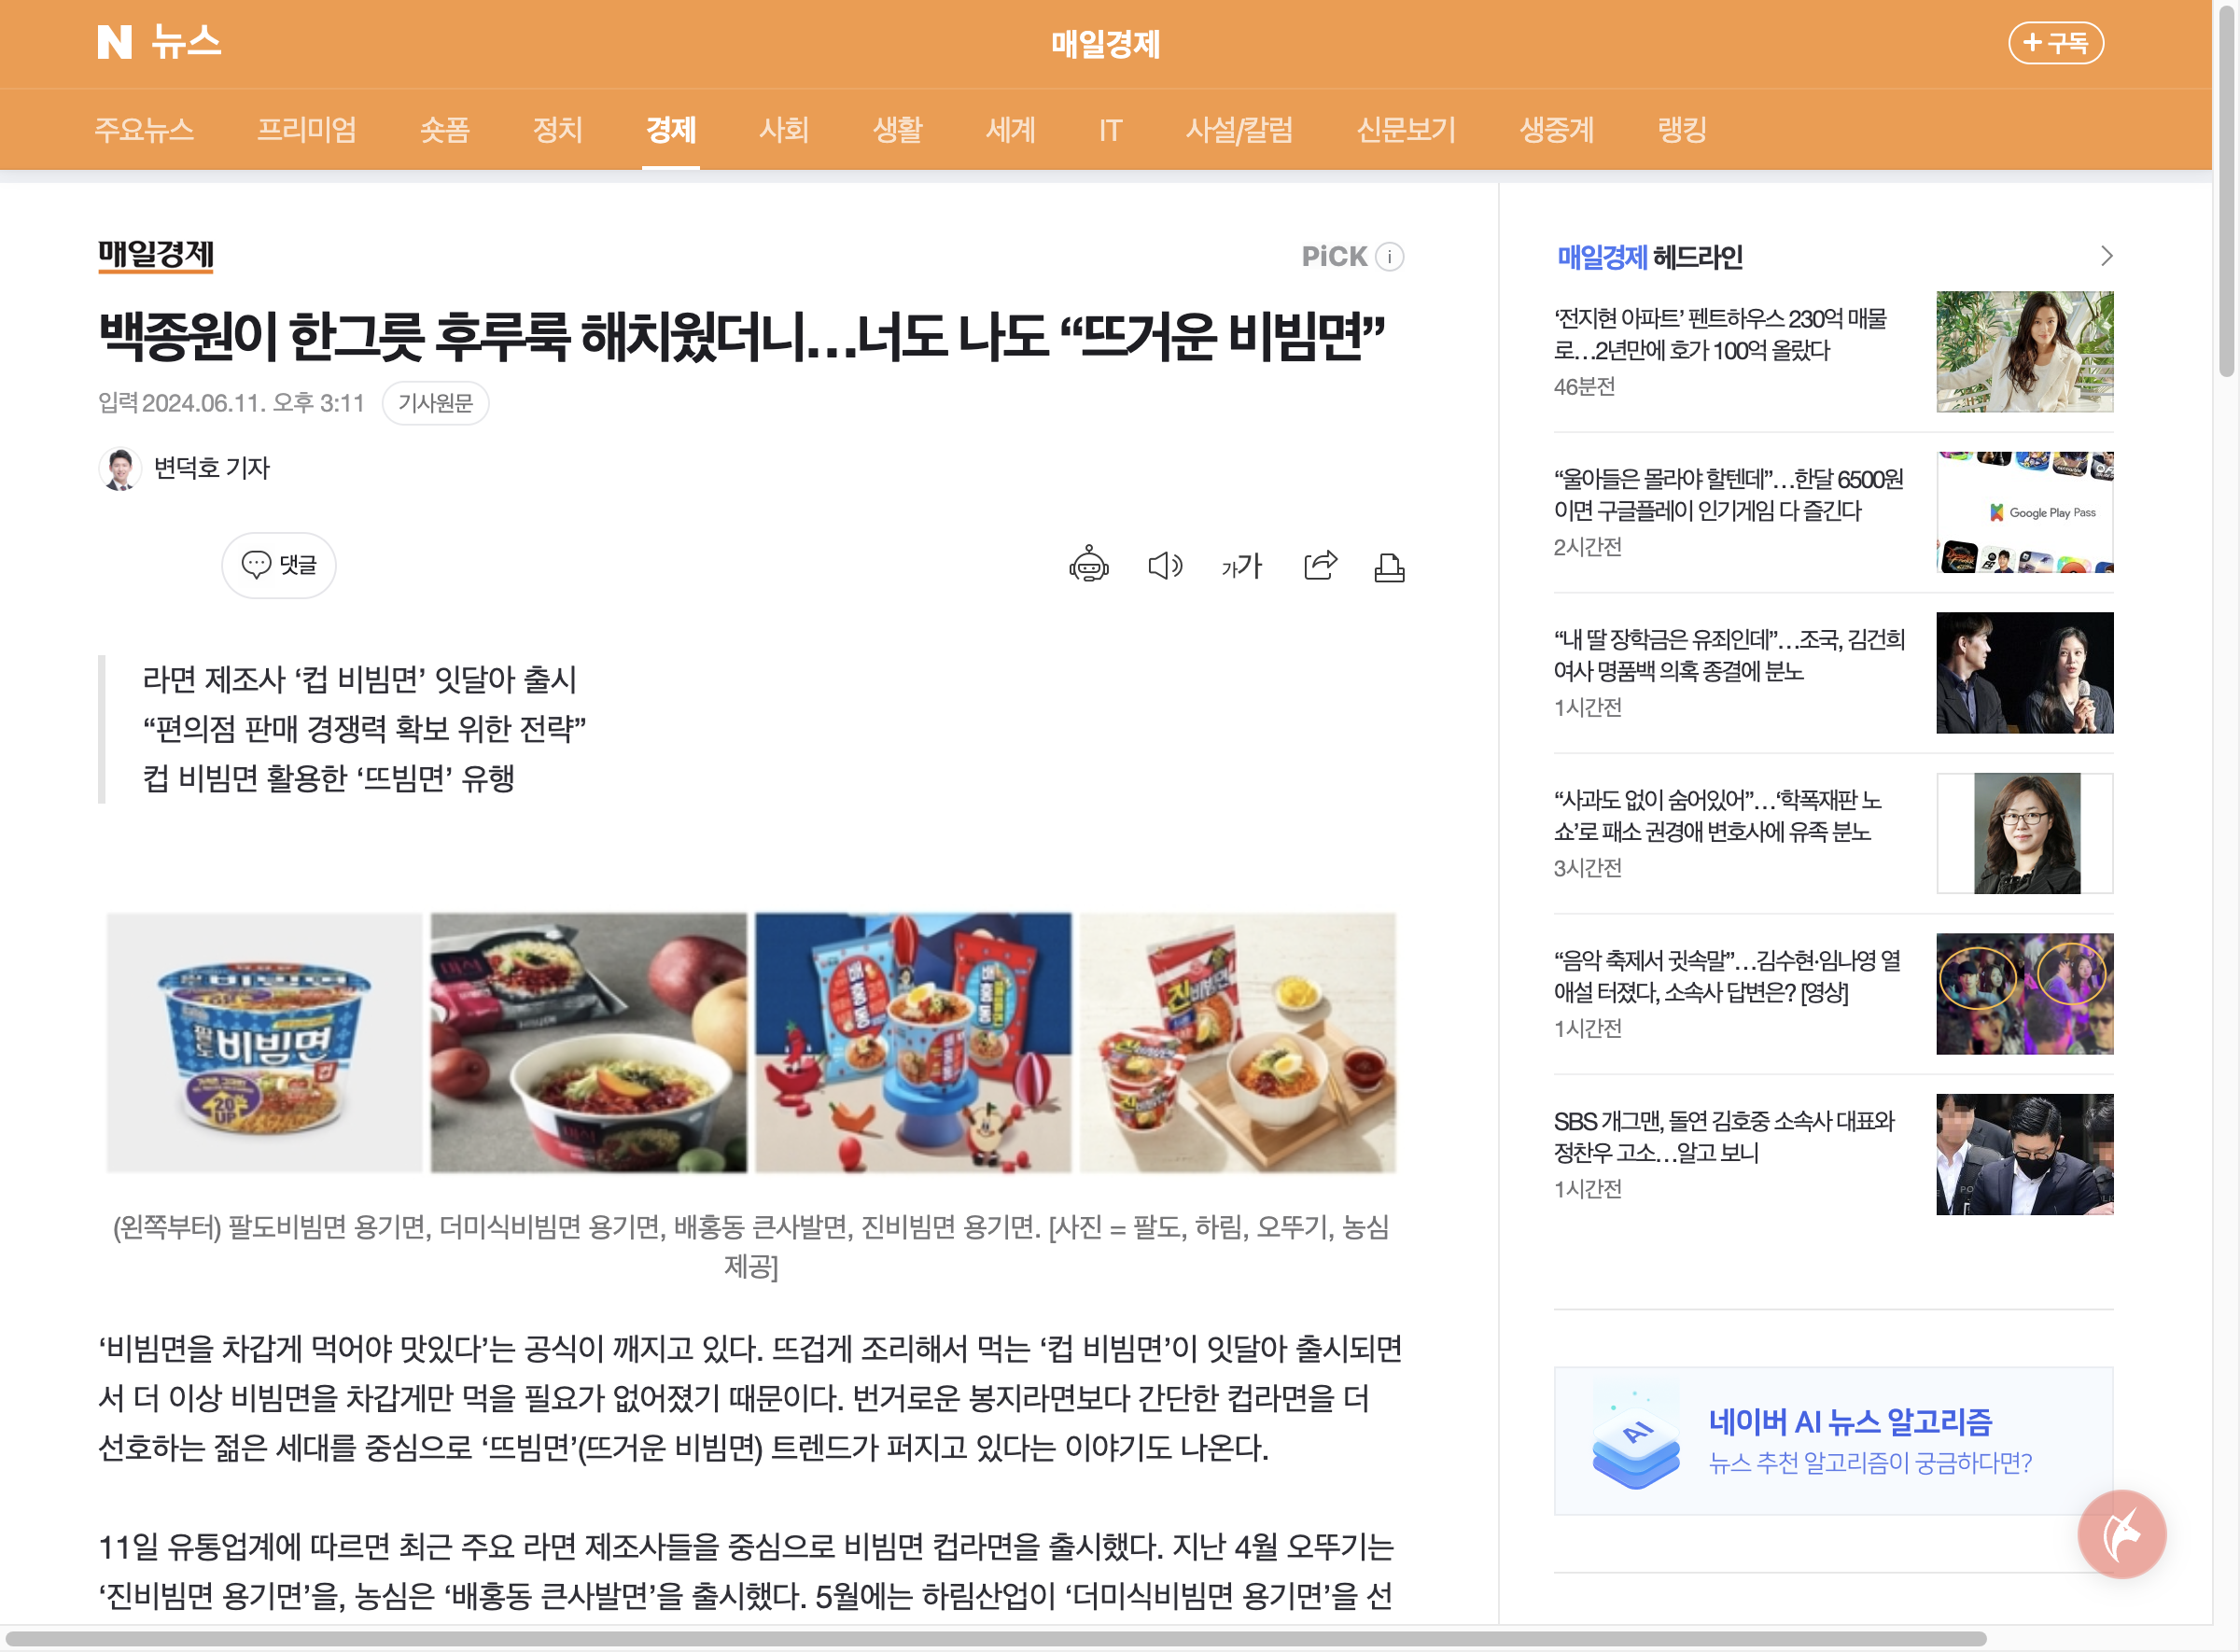 N 뉴스
매일경제
+ 구독
주요뉴스 프리미엄 숏폼 정치 경제 사회 생활 세계 IT 사설/칼럼 신문보기 생중계 랭킹
매일경제
PiCK i
백종원이 한그릇 후루룩 해치웠더니…너도 나도 “뜨거운 비빔면”
입력 2024.06.11. 오후 3:11 기사원문
변덕호 기자
댓글
가가
라면 제조사 ‘컵 비빔면’ 잇달아 출시
“편의점 판매 경쟁력 확보 위한 전략”
컵 비빔면 활용한 ‘뜨빔면’ 유행
팔도
비빔면
컵
20%
UP
미식
배홍동
배홍동
진비빔면
(왼쪽부터) 팔도비빔면 용기면, 더미식비빔면 용기면, 배홍동 큰사발면, 진비빔면 용기면. [사진 = 팔도, 하림, 오뚜기, 농심
제공]
‘비빔면을 차갑게 먹어야 맛있다’는 공식이 깨지고 있다. 뜨겁게 조리해서 먹는 ‘컵 비빔면’이 잇달아 출시되면
서 더 이상 비빔면을 차갑게만 먹을 필요가 없어졌기 때문이다. 번거로운 봉지라면보다 간단한 컵라면을 더
선호하는 젊은 세대를 중심으로 ‘뜨빔면’(뜨거운 비빔면) 트렌드가 퍼지고 있다는 이야기도 나온다.
11일 유통업계에 따르면 최근 주요 라면 제조사들을 중심으로 비빔면 컵라면을 출시했다. 지난 4월 오뚜기는
‘진비빔면 용기면’을, 농심은 ‘배홍동 큰사발면’을 출시했다. 5월에는 하림산업이 ‘더미식비빔면 용기면’을 선
매일경제 헤드라인
‘전지현 아파트’ 펜트하우스 230억 매물
로…2년만에 호가 100억 올랐다
46분전
“울아들은 몰라야 할텐데”…한달 6500원
이면 구글플레이 인기게임 다 즐긴다
2시간전
Google Play Pass
“내 딸 장학금은 유죄인데”…조국, 김건희
여사 명품백 의혹 종결에 분노
1시간전
“사과도 없이 숨어있어”…‘학폭재판 노
쇼’로 패소 권경애 변호사에 유족 분노
3시간전
“음악 축제서 귓속말”…김수현·임나영 열
애설 터졌다, 소속사 답변은? [영상]
1시간전
SBS 개그맨, 돌연 김호중 소속사 대표와
정찬우 고소…알고 보니
1시간전
AI
네이버 AI 뉴스 알고리즘
뉴스 추천 알고리즘이 궁금하다면?